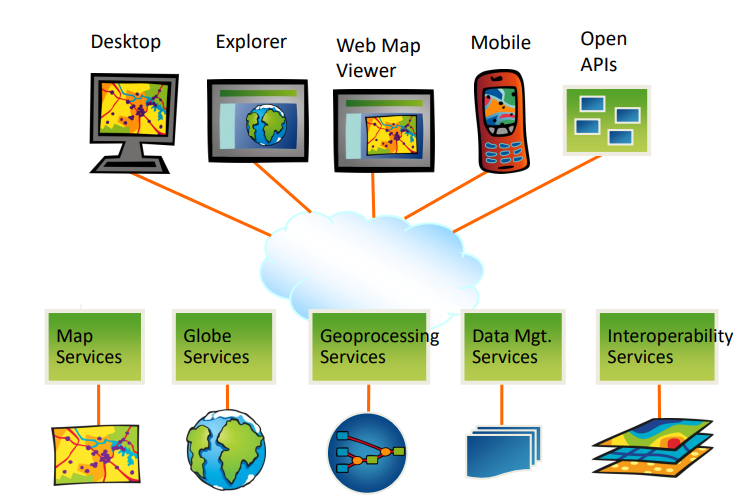 Desktop
Explorer
Web Map
Viewer
Mobile
Open
APIs
Map
Services
Globe
Services
Geoprocessing
Services
Data Mgt.
Services
Interoperability
Services